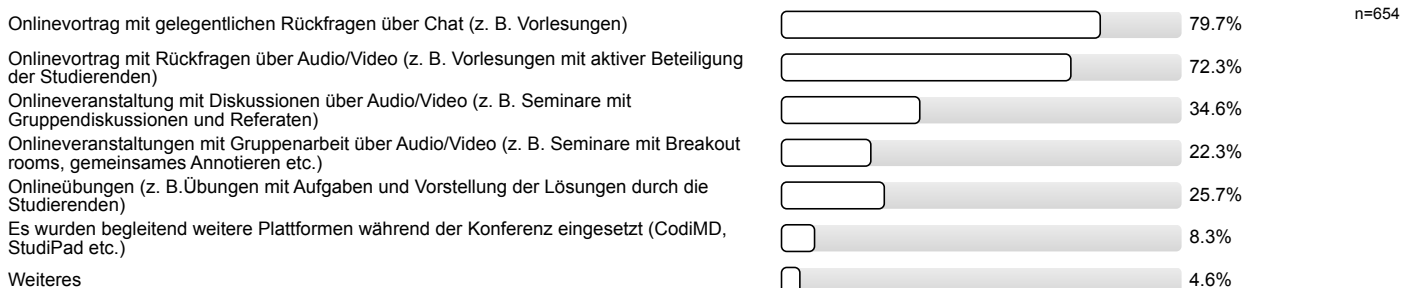 Onlinevortrag mit gelegentlichen Rückfragen über Chat (z. B. Vorlesungen)
79.7%
n=654
Onlinevortrag mit Rückfragen über Audio/Video (z. B. Vorlesungen mit aktiver Beteiligung
der Studierenden)
72.3%
Onlineveranstaltung mit Diskussionen über Audio/Video (z. B. Seminare mit
Gruppendiskussionen und Referaten)
34.6%
Onlineveranstaltungen mit Gruppenarbeit über Audio/Video (z. B. Seminare mit Breakout
rooms, gemeinsames Annotieren etc.)
22.3%
Onlineübungen (z. B.Übungen mit Aufgaben und Vorstellung der Lösungen durch die
Studierenden)
25.7%
Es wurden begleitend weitere Plattformen während der Konferenz eingesetzt (CodiMD,
StudiPad etc.)
8.3%
Weiteres
4.6%